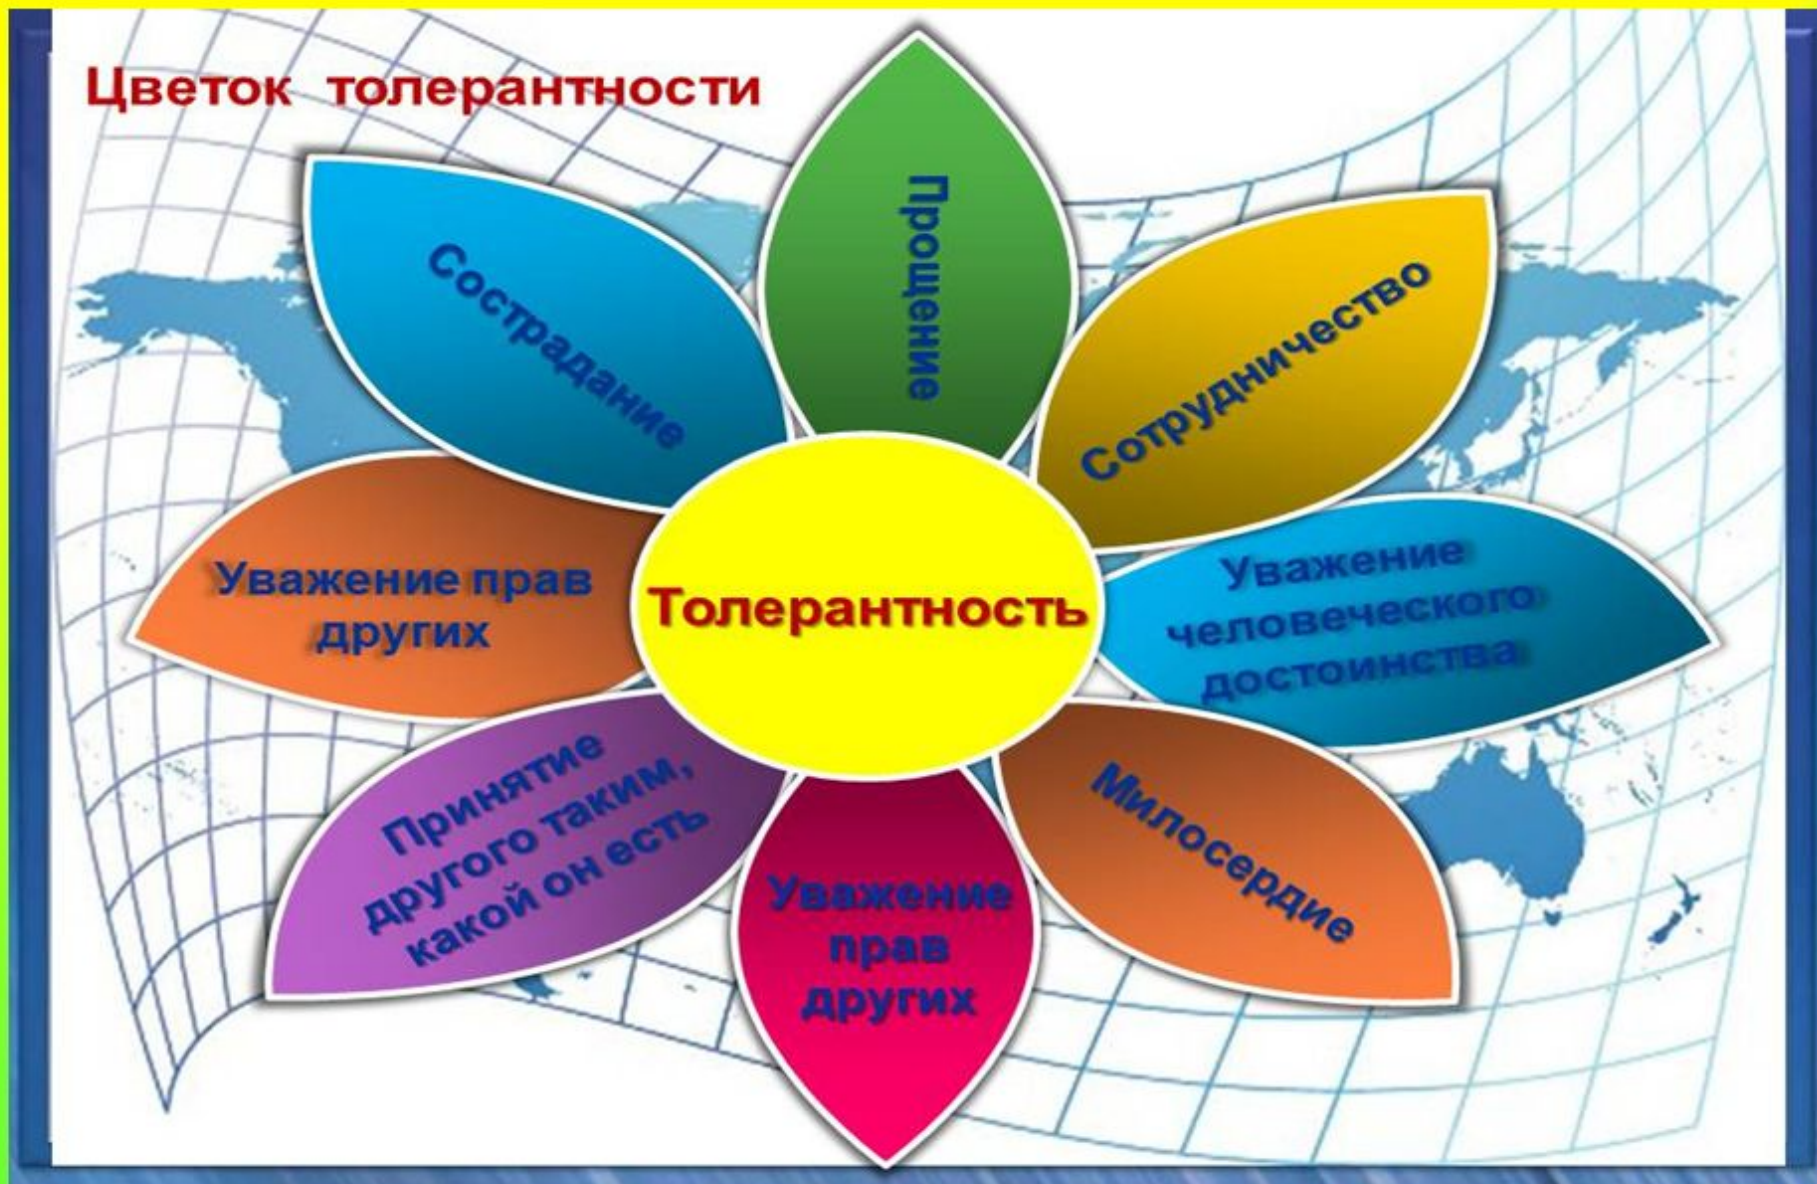 Цветок толерантности
Прощение
Сотрудничество
Уважение
человеческого
достоинства
Милосердие
Уважение
прав
других
Принятие
другого таким,
какой он есть
Уважение прав
других
Сострадание
Толерантность